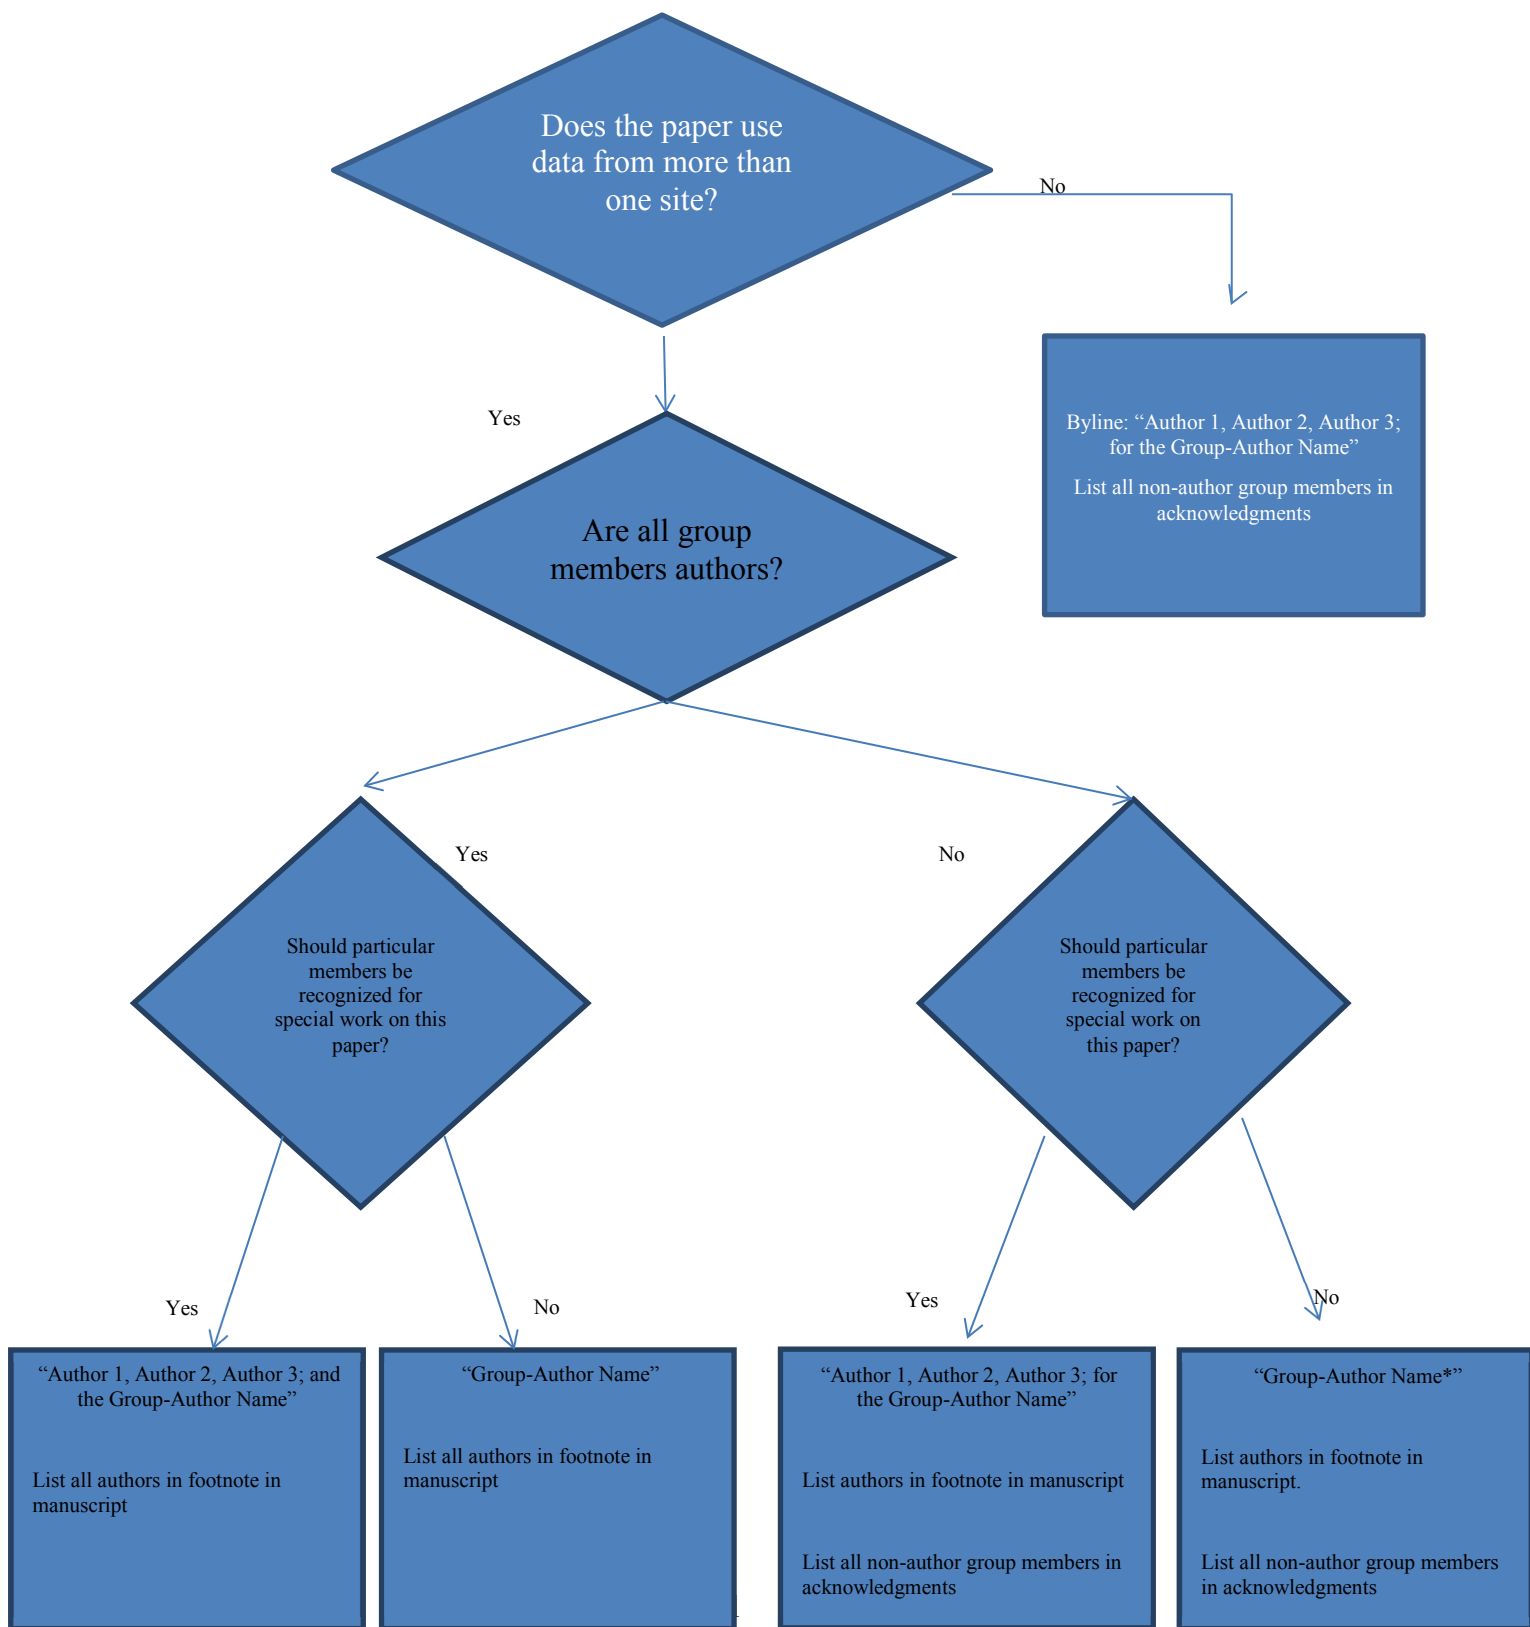 Does the paper use
data from more than
one site?
No
Byline: “Author 1, Author 2, Author 3;
for the Group-Author Name”
List all non-author group members in
acknowledgments
Yes
Are all group
members authors?
Yes
No
Should particular
members be
recognized for
special work on this
paper?
Should particular
members be
recognized for
special work on
this paper?
Yes
No
Yes
No
“Author 1, Author 2, Author 3; and
the Group-Author Name”
List all authors in footnote in
manuscript
“Group-Author Name”
List all authors in footnote in
manuscript
“Author 1, Author 2, Author 3; for
the Group-Author Name”
List authors in footnote in manuscript
List all non-author group members in
acknowledgments
“Group-Author Name*”
List authors in footnote in
manuscript.
List all non-author group members
in acknowledgments